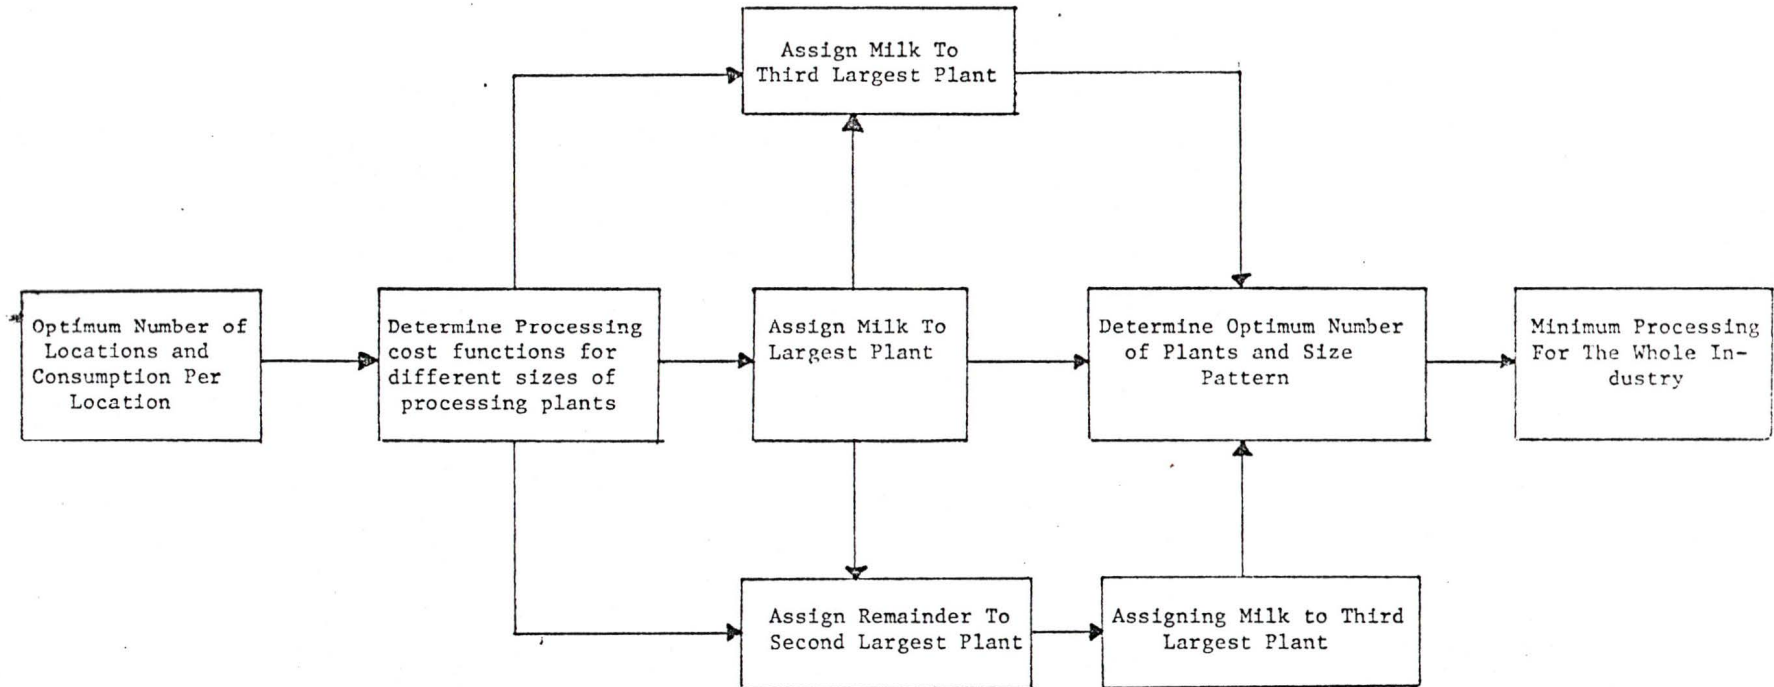 Assign Milk To
Third Largest Plant
Optimum Number of
Locations and
Consumption Per
Location
Determine Processing
cost functions for
different sizes of
processing plants
Assign Milk To
Largest Plant
Determine Optimum Number
of Plants and Size
Pattern
Minimum Processing
For The Whole In-
dustry
Assign Remainder To
Second Largest Plant
Assigning Milk to Third
Largest Plant